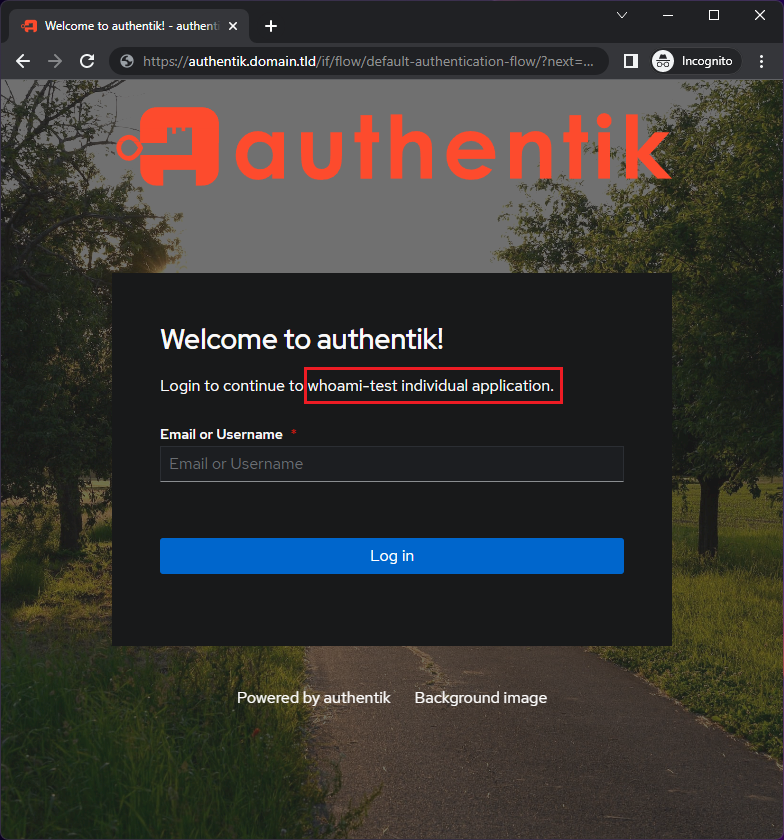 Welcome to authentik! - authenti
https://authentik.domain.tld/if/flow/default-authentication-flow/?next=...
Incognito
authentik
Welcome to authentik!
Login to continue to whoami-test individual application.
Email or Username *
Email or Username
Log in
Powered by authentik Background image